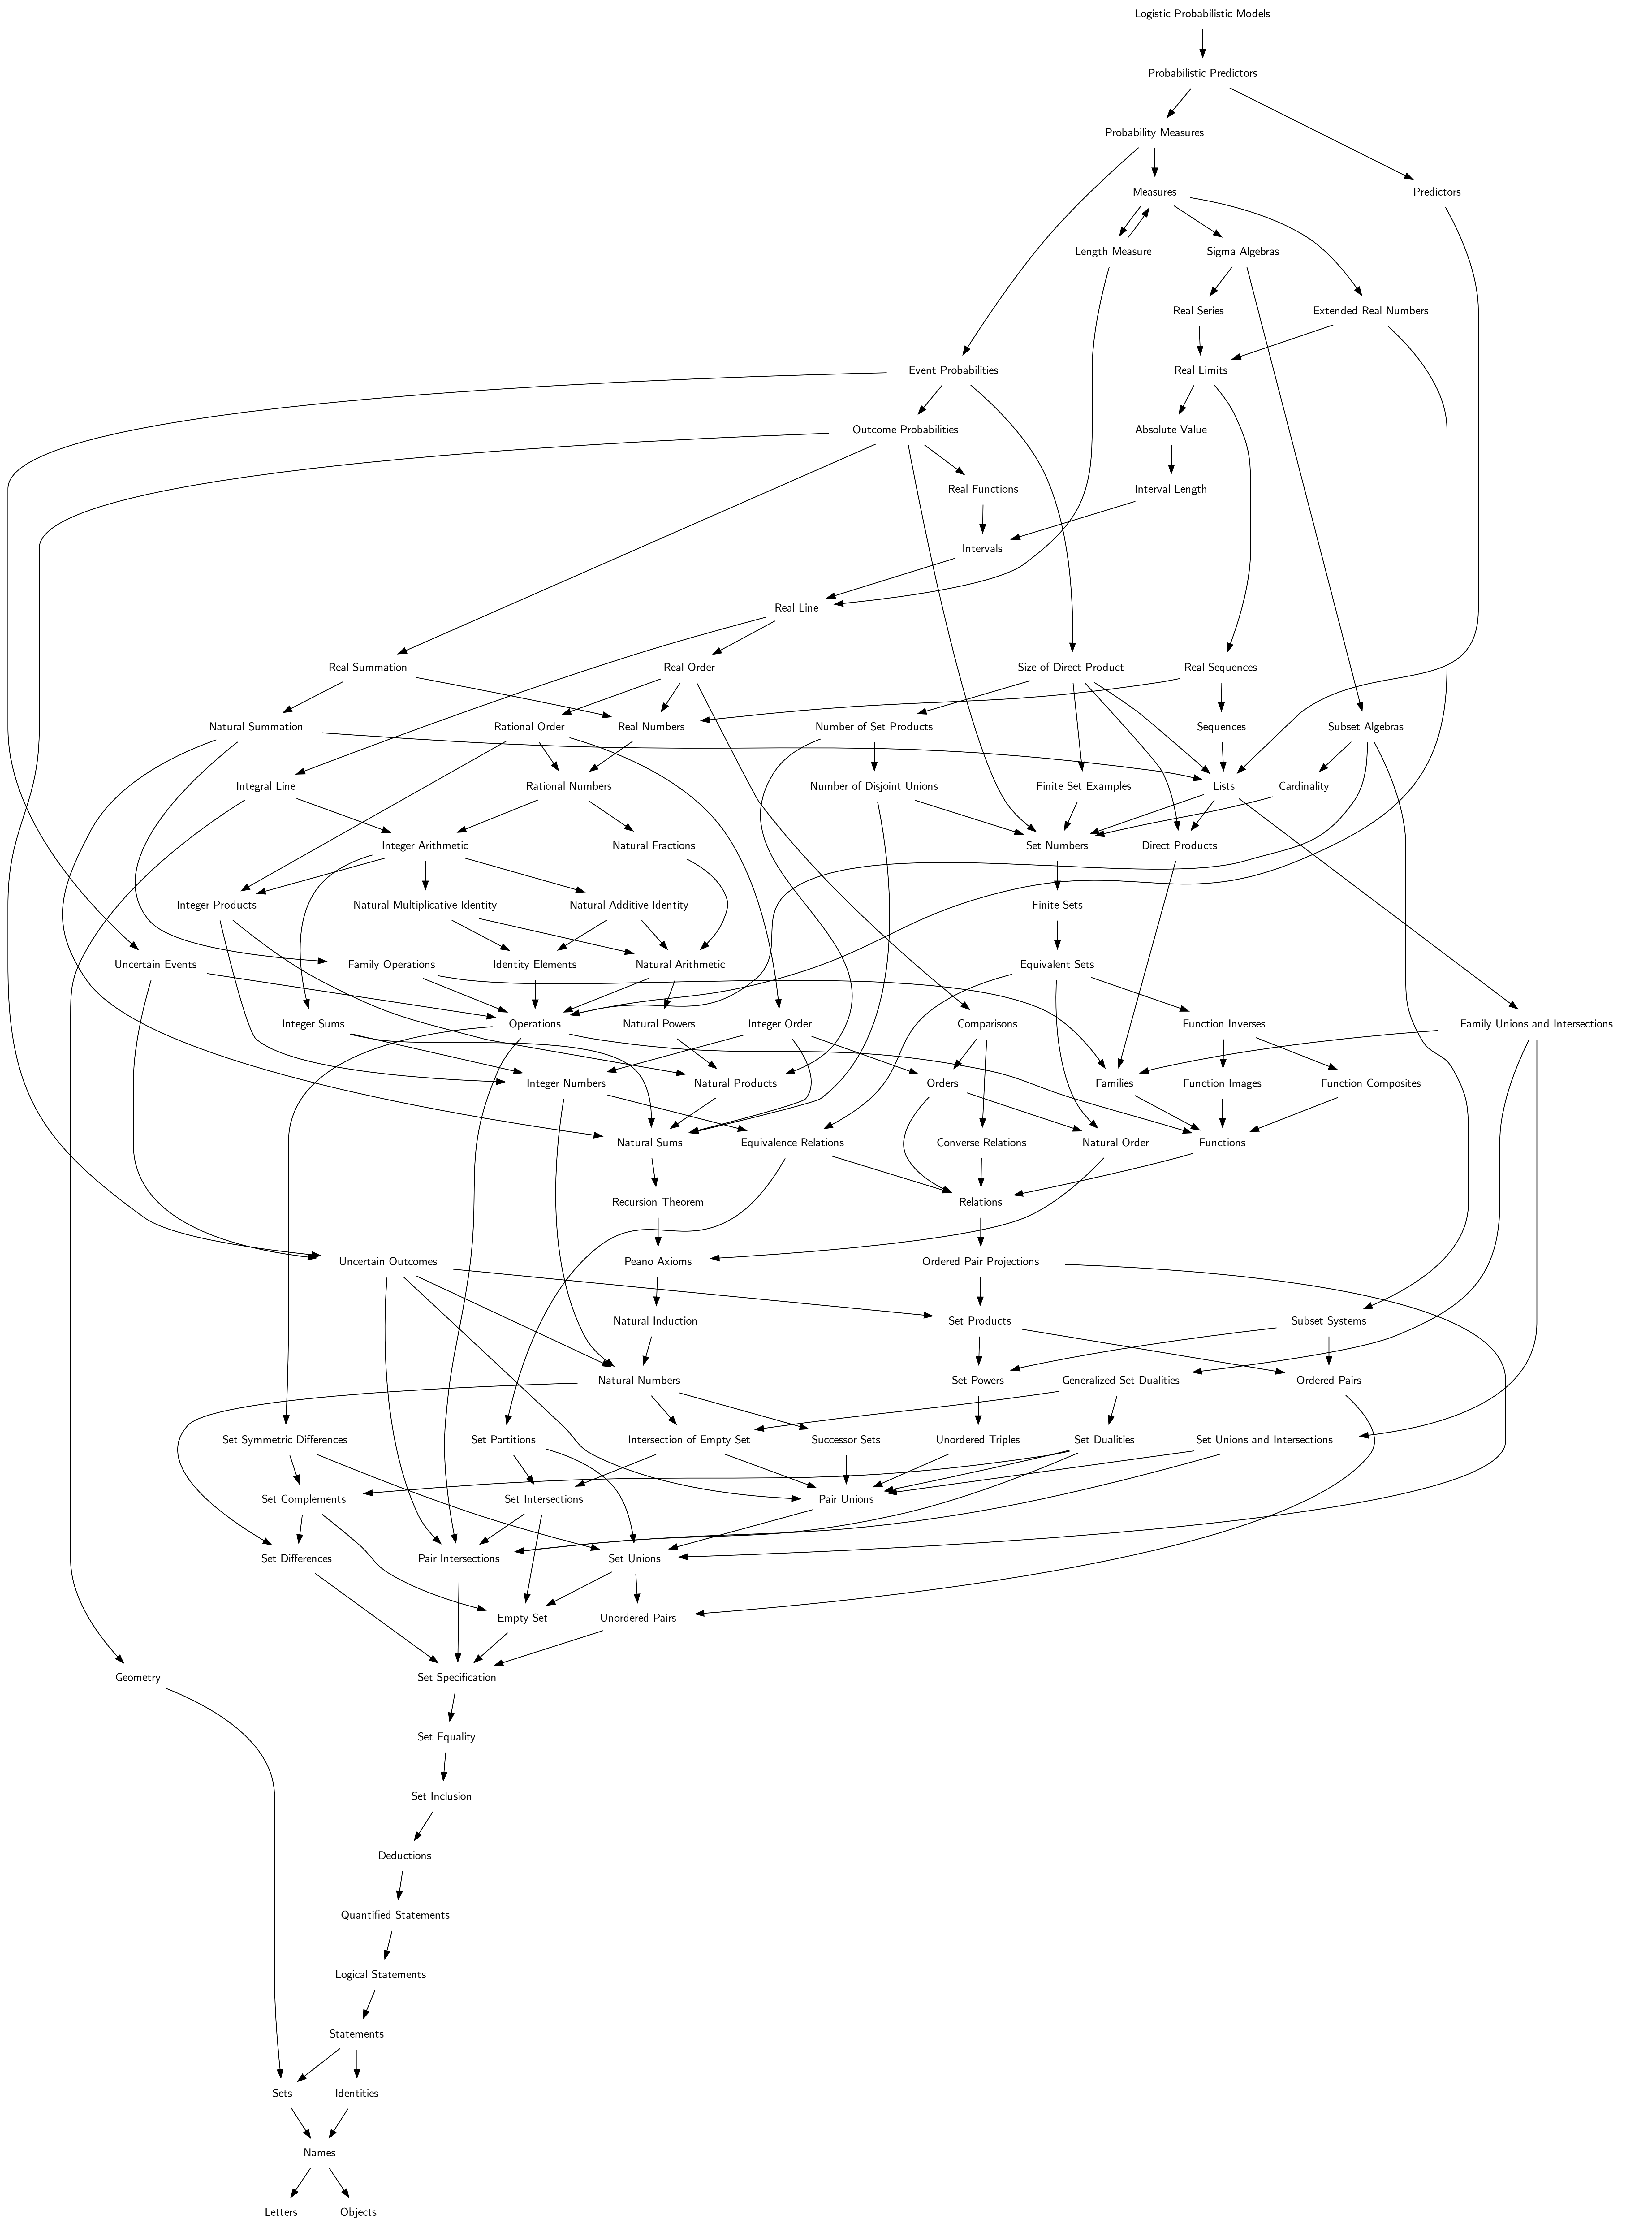 Logistic Probabilistic Models
Probabilistic Predictors
Probability Measures
Measures
Predictors
Length Measure
Sigma Algebras
Real Series
Extended Real Numbers
Event Probabilities
Real Limits
Outcome Probabilities
Absolute Value
Real Functions
Interval Length
Intervals
Real Line
Real Summation
Real Order
Size of Direct Product
Real Sequences
Natural Summation
Rational Order
Real Numbers
Number of Set Products
Sequences
Subset Algebras
Integral Line
Rational Numbers
Number of Disjoint Unions
Finite Set Examples
Lists
Cardinality
Integer Arithmetic
Natural Fractions
Set Numbers
Direct Products
Integer Products
Natural Multiplicative Identity
Natural Additive Identity
Finite Sets
Uncertain Events
Family Operations
Identity Elements
Natural Arithmetic
Equivalent Sets
Integer Sums
Operations
Natural Powers
Integer Order
Comparisons
Function Inverses
Family Unions and Intersections
Integer Numbers
Natural Products
Orders
Families
Function Images
Function Composites
Natural Sums
Equivalence Relations
Converse Relations
Natural Order
Functions
Recursion Theorem
Relations
Uncertain Outcomes
Peano Axioms
Ordered Pair Projections
Natural Induction
Set Products
Subset Systems
Natural Numbers
Set Powers
Generalized Set Dualities
Ordered Pairs
Set Symmetric Differences
Set Partitions
Intersection of Empty Set
Successor Sets
Unordered Triples
Set Dualities
Set Unions and Intersections
Set Complements
Set Intersections
Pair Unions
Set Differences
Pair Intersections
Set Unions
Empty Set
Unordered Pairs
Geometry
Set Specification
Set Equality
Set Inclusion
Deductions
Quantified Statements
Logical Statements
Statements
Sets
Identities
Names
Letters
Objects